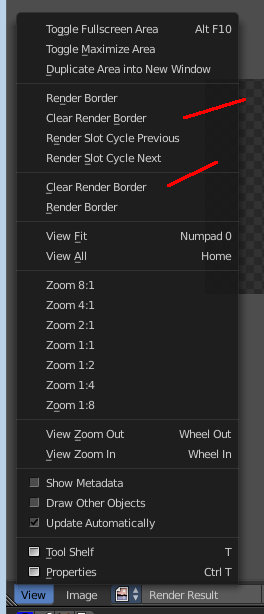 Toggle Fullscreen Area Alt F10
Toggle Maximize Area
Duplicate Area into New Window
Render Border
Clear Render Border
Render Slot Cycle Previous
Render Slot Cycle Next
Clear Render Border
Render Border
View Fit Numpad 0
View All Home
Zoom 8:1
Zoom 4:1
Zoom 2:1
Zoom 1:1
Zoom 1:2
Zoom 1:4
Zoom 1:8
View Zoom Out Wheel Out
View Zoom In Wheel In
Show Metadata
Draw Other Objects
Update Automatically
Tool Shelf T
Properties Ctrl T
View Image Render Result